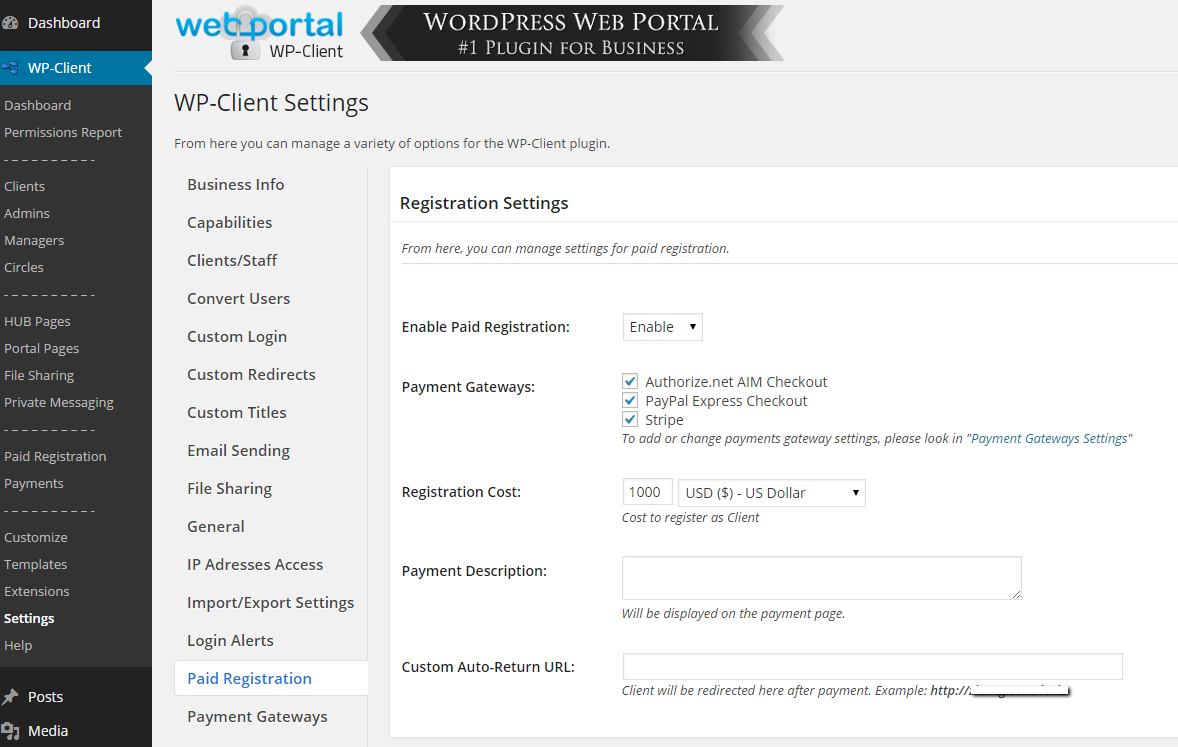 Dashboard
WP-Client
Dashboard
Permissions Report
- - - - - - - - - -
Clients
Admins
Managers
Circles
- - - - - - - - - -
HUB Pages
Portal Pages
File Sharing
Private Messaging
- - - - - - - - - -
Paid Registration
Payments
- - - - - - - - - -
Customize
Templates
Extensions
Settings
Help
Posts
Media
web portal
WP-Client
WORDPRESS WEB PORTAL
#1 PLUGIN FOR BUSINESS
WP-Client Settings
From here you can manage a variety of options for the WP-Client plugin.
Business Info
Capabilities
Clients/Staff
Convert Users
Custom Login
Custom Redirects
Custom Titles
Email Sending
File Sharing
General
IP Adresses Access
Import/Export Settings
Login Alerts
Paid Registration
Payment Gateways
Registration Settings
From here, you can manage settings for paid registration.
Enable Paid Registration: Enable
Payment Gateways: Authorize.net AIM Checkout
PayPal Express Checkout
Stripe
To add or change payments gateway settings, please look in "Payment Gateways Settings"
Registration Cost: 1000 USD ($) - US Dollar
Cost to register as Client
Payment Description:
Will be displayed on the payment page.
Custom Auto-Return URL:
Client will be redirected here after payment. Example: http://